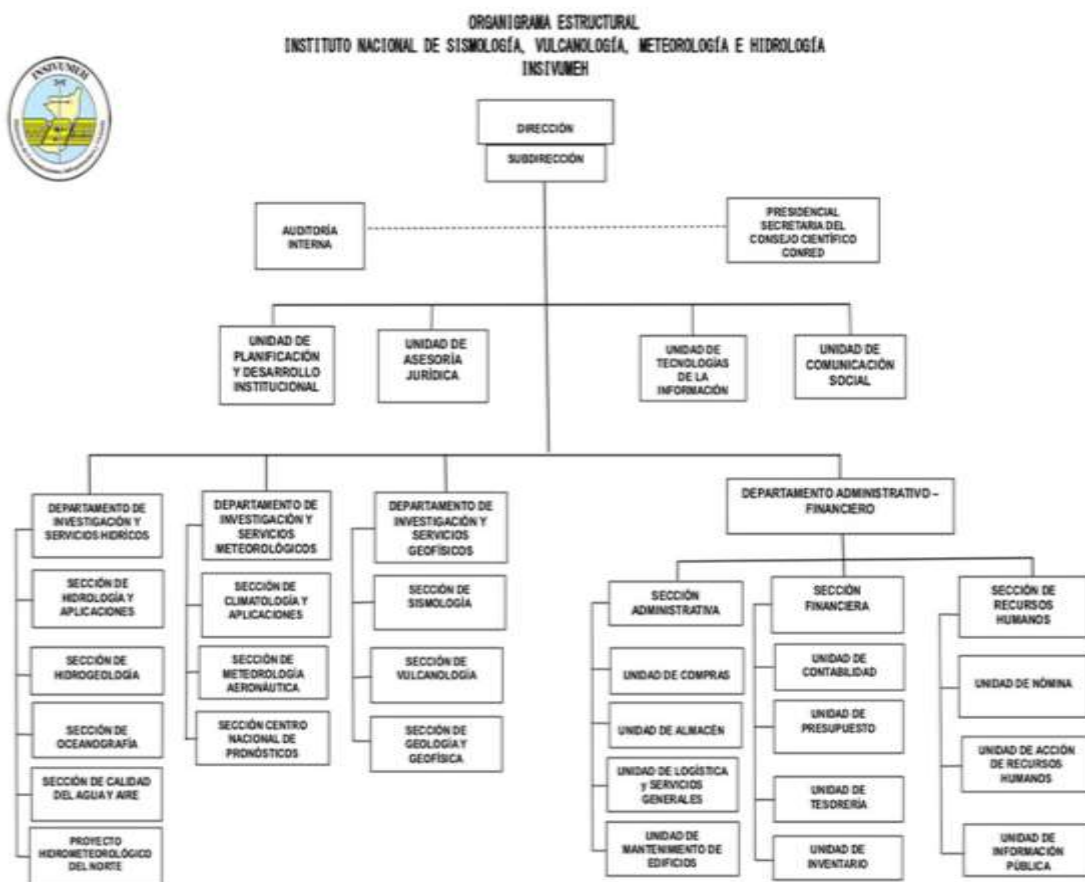 ORGANIGRAMA ESTRUCTURAL
INSTITUTO NACIONAL DE SISMOLOGÍA, VULCANOLOGÍA, METEOROLOGÍA E HIDROLOGÍA
INSIVUMEH
INSIVUMEH
DIRECCIÓN
SUBDIRECCIÓN
AUDITORÍA
INTERNA
PRESIDENCIAL
SECRETARIA DEL
CONSEJO CIENTÍFICO
CONRED
UNIDAD DE
PLANIFICACIÓN
Y DESARROLLO
INSTITUCIONAL
UNIDAD DE
ASESORÍA
JURÍDICA
UNIDAD DE
TECNOLOGÍAS
DE LA
INFORMACIÓN
UNIDAD DE
COMUNICACIÓN
SOCIAL
DEPARTAMENTO DE
INVESTIGACIÓN Y
SERVICIOS HIDRÍCOS
SECCIÓN DE
HIDROLOGÍA Y
APLICACIONES
SECCIÓN DE
HIDROGEOLOGÍA
SECCIÓN DE
OCEANOGRAFÍA
SECCIÓN DE CALIDAD
DEL AGUA Y AIRE
PROYECTO
HIDROMETEOROLÓGICO
DEL NORTE
DEPARTAMENTO DE
INVESTIGACIÓN Y
SERVICIOS
METEOROLÓGICOS
SECCIÓN DE
CLIMATOLOGÍA Y
APLICACIONES
SECCIÓN DE
METEOROLOGÍA
AERONÁUTICA
SECCIÓN CENTRO
NACIONAL DE
PRONÓSTICOS
DEPARTAMENTO DE
INVESTIGACIÓN Y
SERVICIOS
GEOFÍSICOS
SECCIÓN DE
SISMOLOGÍA
SECCIÓN DE
VULCANOLOGÍA
SECCIÓN DE
GEOLOGÍA Y
GEOFÍSICA
DEPARTAMENTO ADMINISTRATIVO –
FINANCIERO
SECCIÓN
ADMINISTRATIVA
UNIDAD DE COMPRAS
UNIDAD DE ALMACÉN
UNIDAD DE LOGÍSTICA
y SERVICIOS
GENERALES
UNIDAD DE
MANTENIMIENTO DE
EDIFICIOS
SECCIÓN
FINANCIERA
UNIDAD DE
CONTABILIDAD
UNIDAD DE
PRESUPUESTO
UNIDAD DE
TESORERÍA
UNIDAD DE
INVENTARIO
SECCIÓN DE
RECURSOS
HUMANOS
UNIDAD DE NÓMINA
UNIDAD DE ACCIÓN
DE RECURSOS
HUMANOS
UNIDAD DE
INFORMACIÓN
PÚBLICA